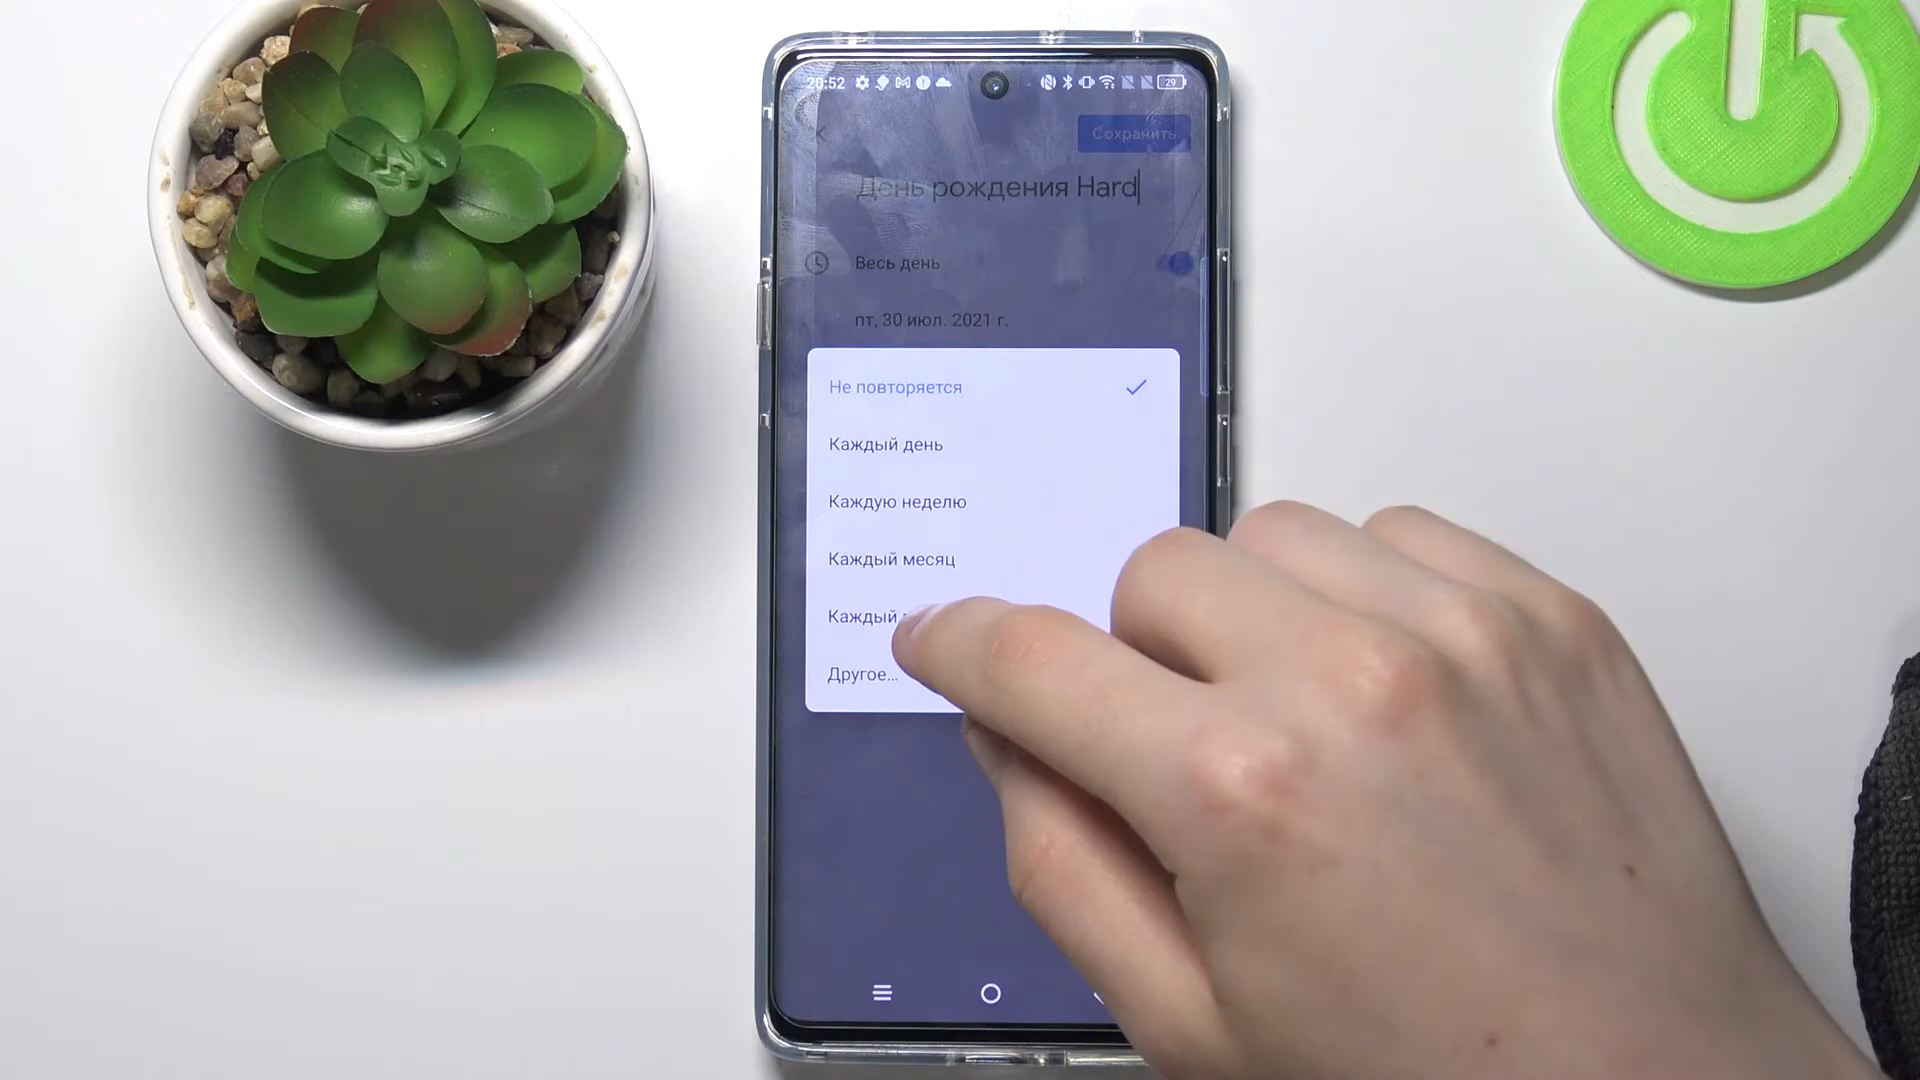 20:52 29
Сохранить
День рождения Hard
Весь день
пт, 30 июл. 2021 г.
Не повторяется
Каждый день
Каждую неделю
Каждый месяц
Каждый
Другое...